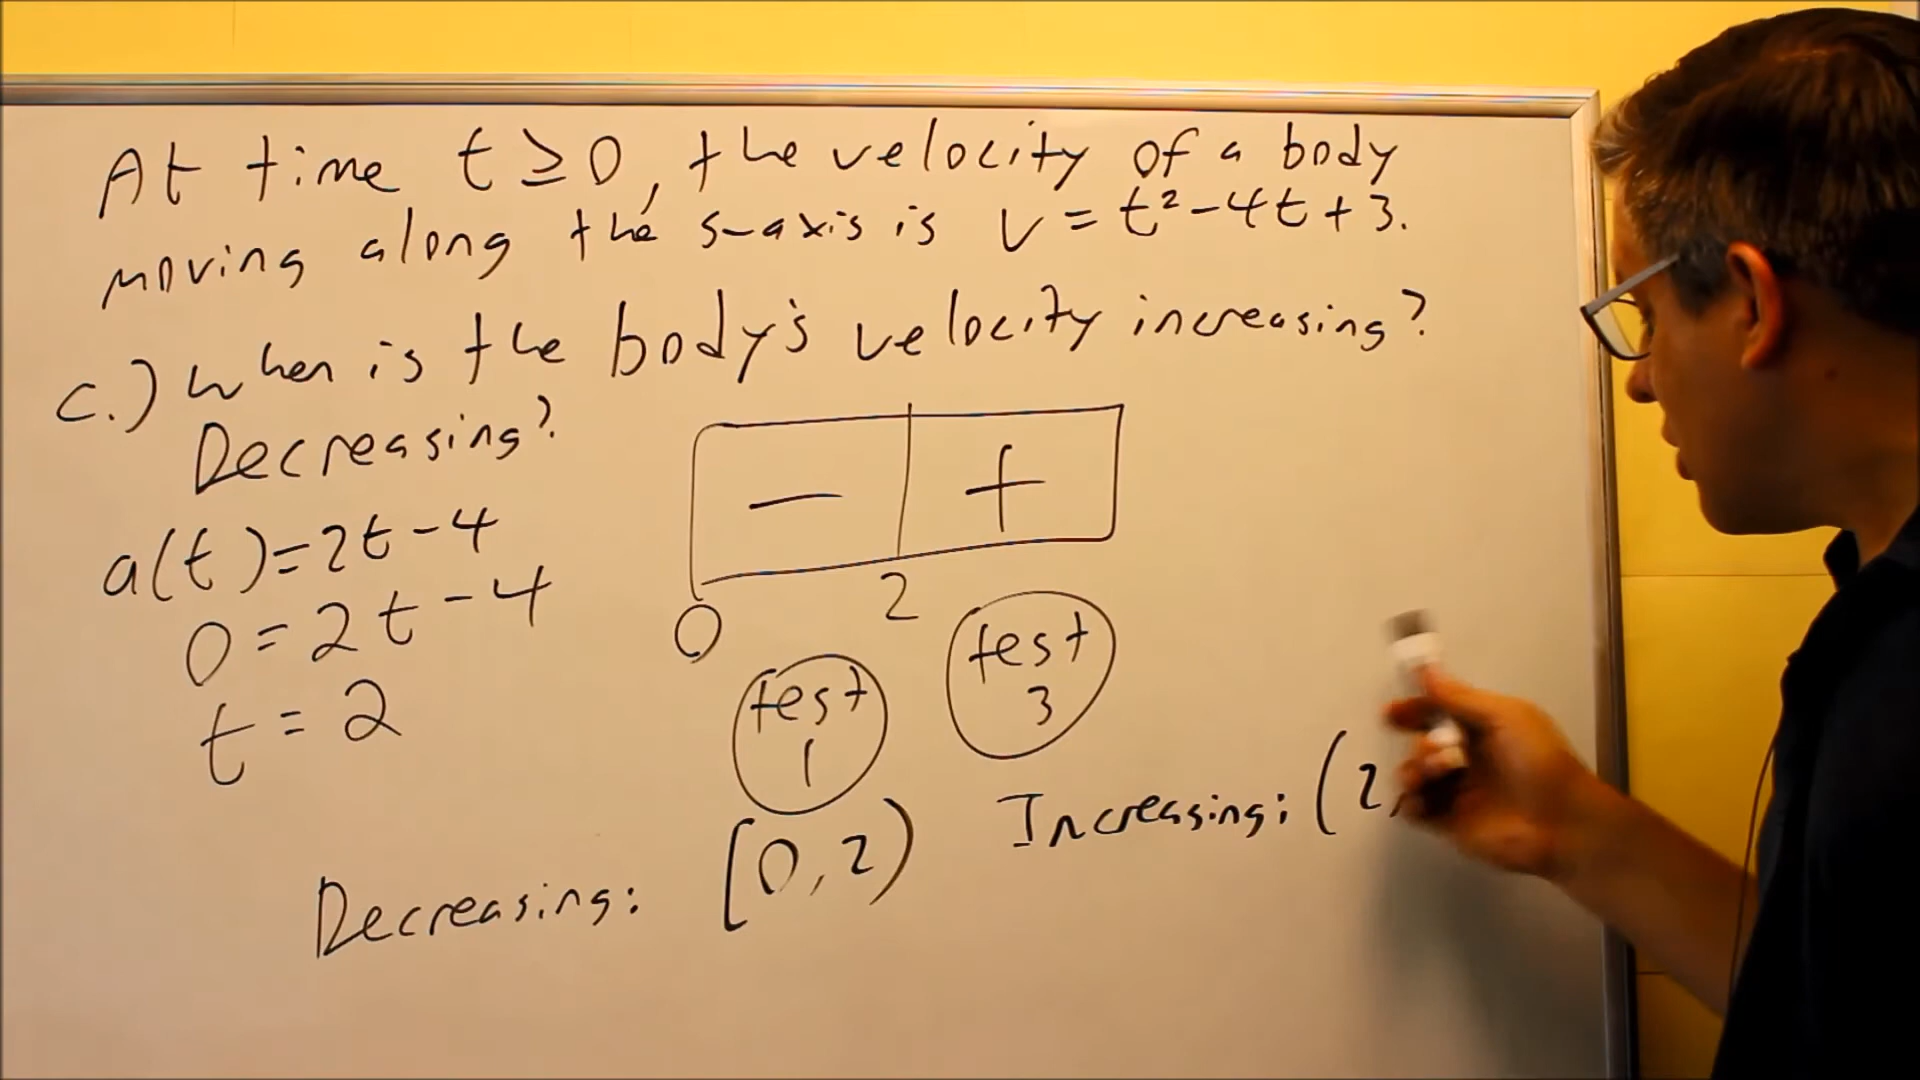 At time t ≥ 0, the velocity of a body
moving along the s-axis is v = t² - 4t + 3.
c.) When is the body's velocity increasing?
Decreasing?
a(t) = 2t - 4
0 = 2t - 4
t = 2
- +
0 2
test 1
test 3
Decreasing: [0, 2)
Increasing: (2,